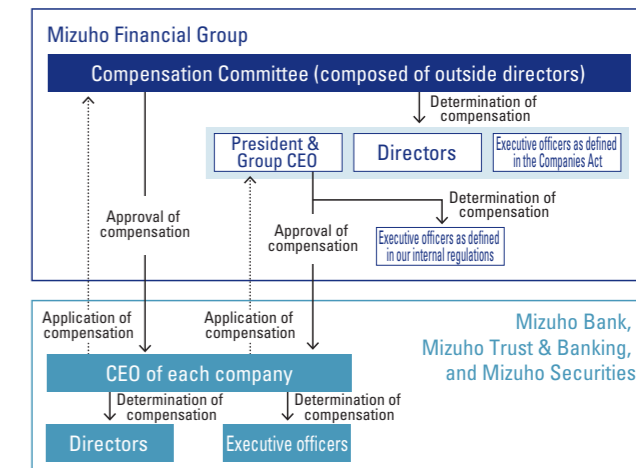 Mizuho Financial Group
Compensation Committee (composed of outside directors)
Determination of
compensation
President &
Group CEO
Directors
Executive officers as defined
in the Companies Act
Determination of
compensation
Approval of
compensation
Approval of
compensation
Executive officers as defined
in our internal regulations
Application of
compensation
Application of
compensation
Mizuho Bank,
Mizuho Trust & Banking,
and Mizuho Securities
CEO of each company
Determination of
compensation
Determination of
compensation
Directors
Executive officers